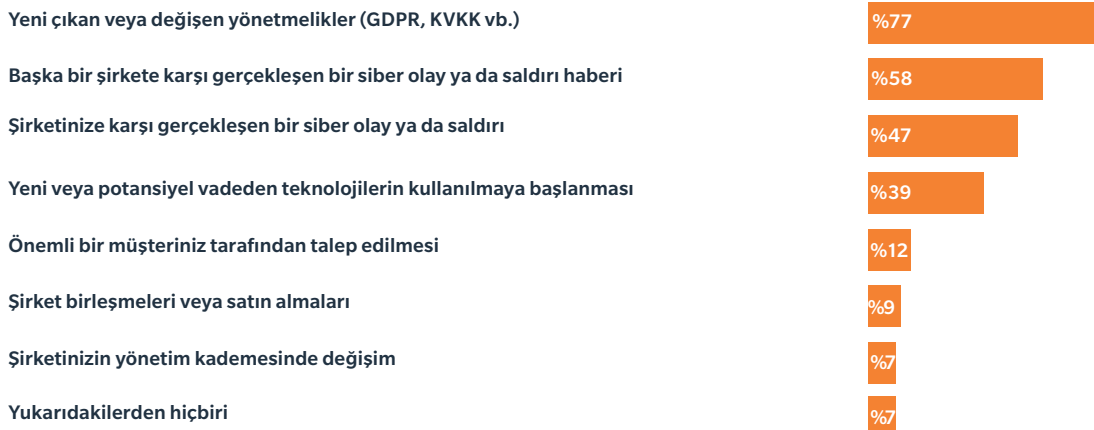 Yeni çıkan veya değişen yönetmelikler (GDPR, KVKK vb.) %77
Başka bir şirkete karşı gerçekleşen bir siber olay ya da saldırı haberi %58
Şirketinize karşı gerçekleşen bir siber olay ya da saldırı %47
Yeni veya potansiyel vadeden teknolojilerin kullanılmaya başlanması %39
Önemli bir müşteriniz tarafından talep edilmesi %12
Şirket birleşmeleri veya satın almaları %9
Şirketinizin yönetim kademesinde değişim %7
Yukarıdakilerden hiçbiri %7